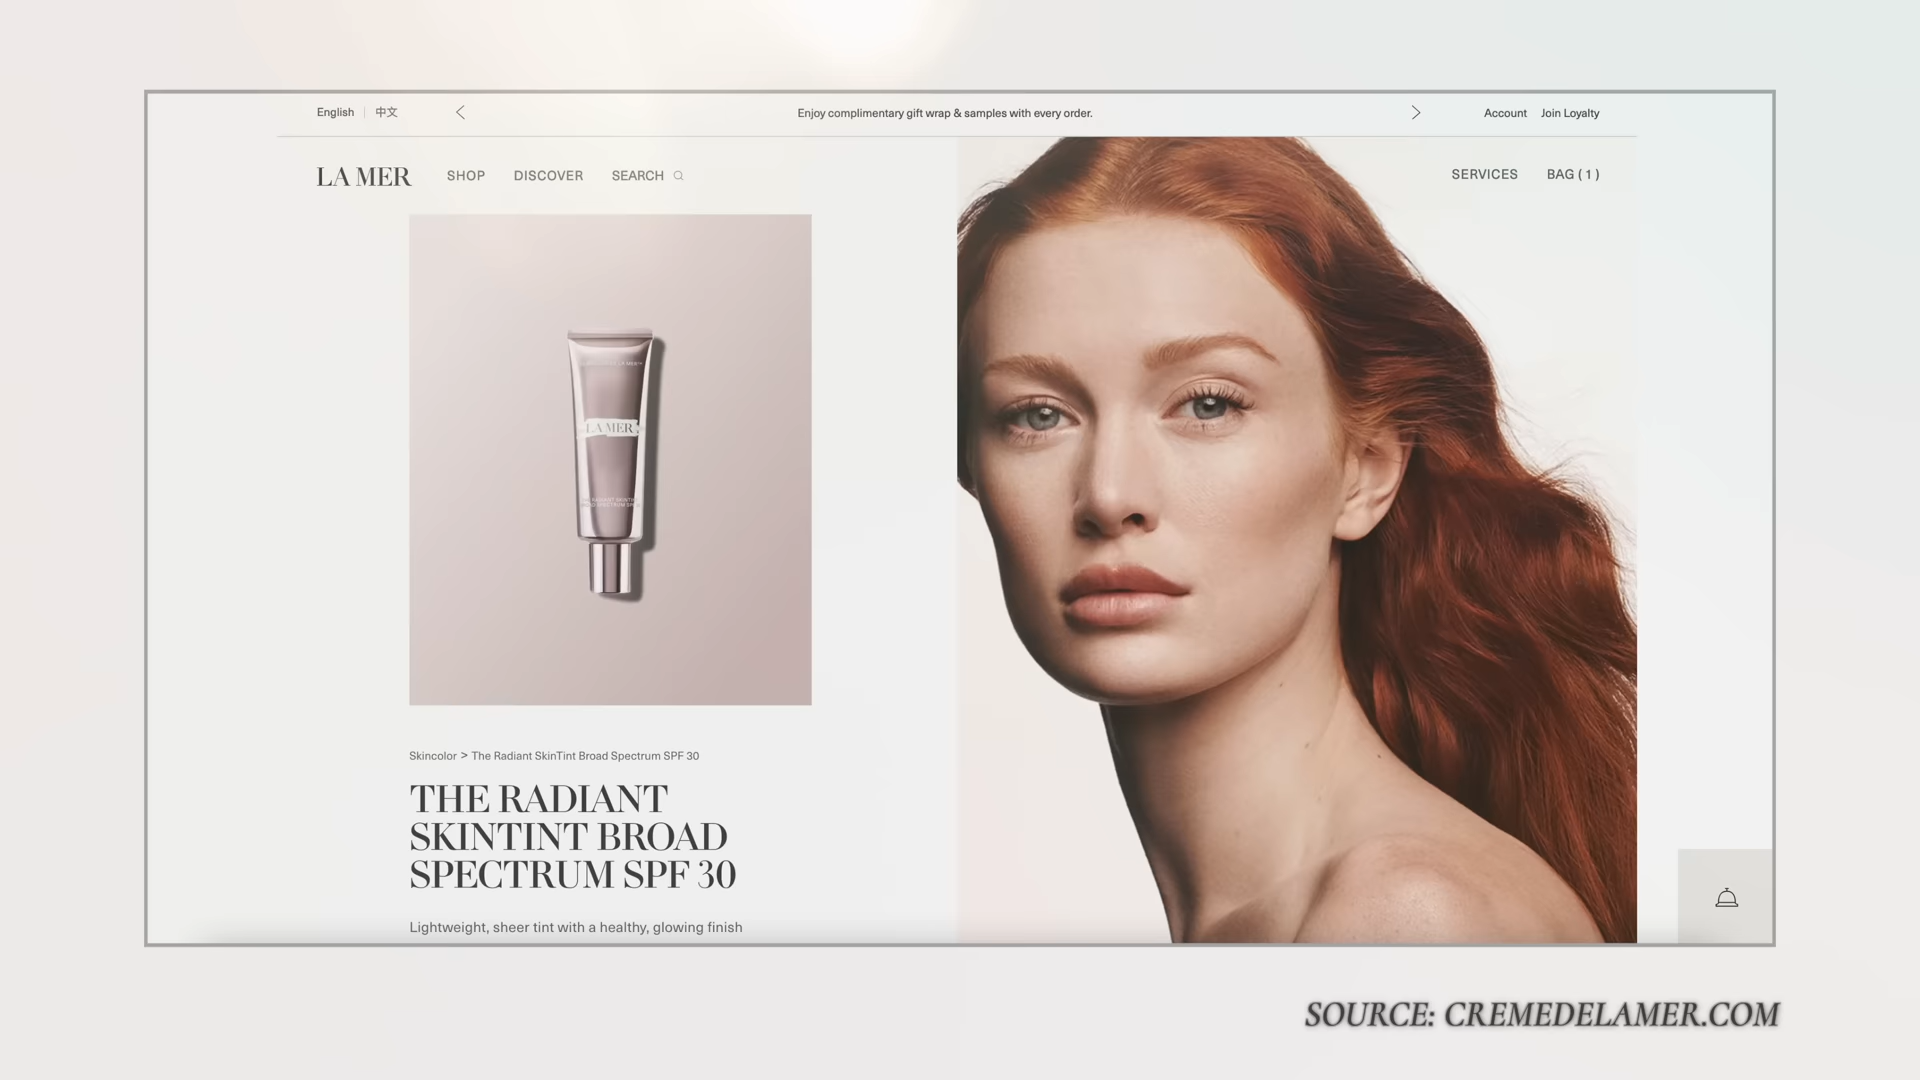 English | 中文
Enjoy complimentary gift wrap & samples with every order.
Account Join Loyalty
LA MER SHOP DISCOVER SEARCH
SERVICES BAG ( 1 )
LA MER
Skincolor > The Radiant SkinTint Broad Spectrum SPF 30
THE RADIANT
SKINTINT BROAD
SPECTRUM SPF 30
Lightweight, sheer tint with a healthy, glowing finish
SOURCE: CREMEDELAMER.COM